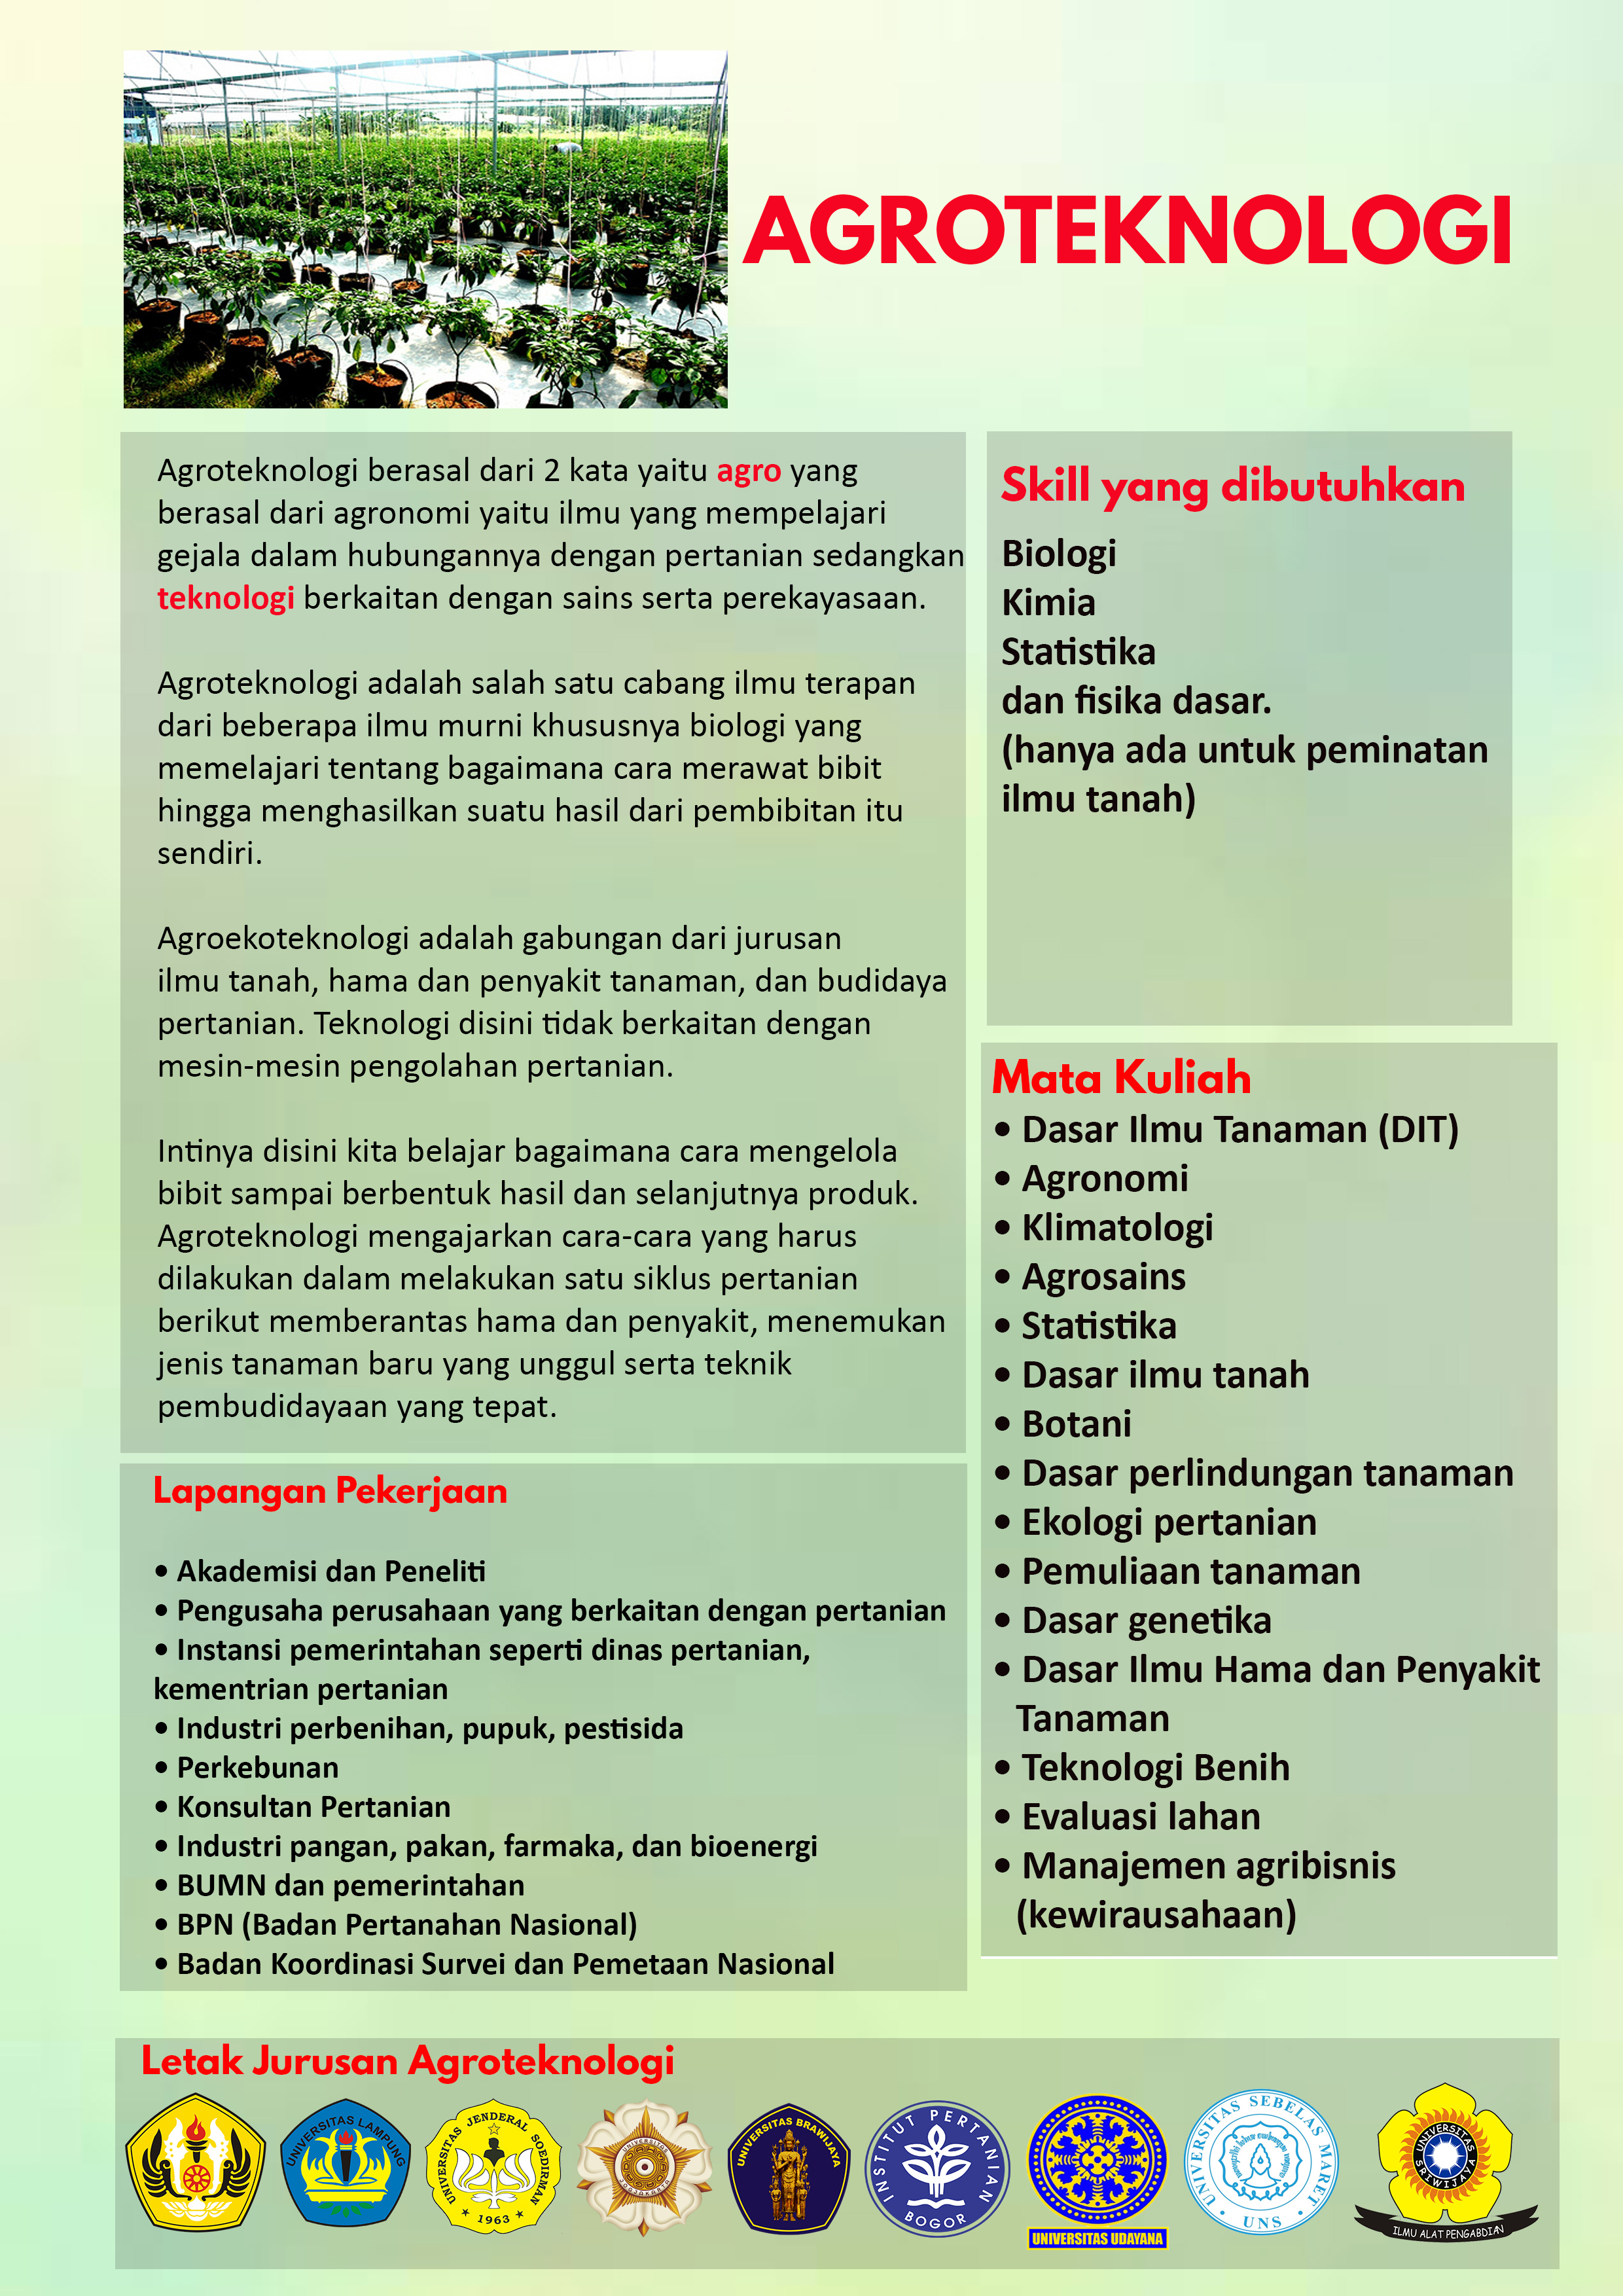 AGROTEKNOLOGI
Agroteknologi berasal dari 2 kata yaitu agro yang
berasal dari agronomi yaitu ilmu yang mempelajari
gejala dalam hubungannya dengan pertanian sedangkan
teknologi berkaitan dengan sains serta perekayasaan.
Agroteknologi adalah salah satu cabang ilmu terapan
dari beberapa ilmu murni khususnya biologi yang
memelajari tentang bagaimana cara merawat bibit
hingga menghasilkan suatu hasil dari pembibitan itu
sendiri.
Agroekoteknologi adalah gabungan dari jurusan
ilmu tanah, hama dan penyakit tanaman, dan budidaya
pertanian. Teknologi disini tidak berkaitan dengan
mesin-mesin pengolahan pertanian.
Intinya disini kita belajar bagaimana cara mengelola
bibit sampai berbentuk hasil dan selanjutnya produk.
Agroteknologi mengajarkan cara-cara yang harus
dilakukan dalam melakukan satu siklus pertanian
berikut memberantas hama dan penyakit, menemukan
jenis tanaman baru yang unggul serta teknik
pembudidayaan yang tepat.
Skill yang dibutuhkan
Biologi
Kimia
Statistika
dan fisika dasar.
(hanya ada untuk peminatan
ilmu tanah)
Mata Kuliah
• Dasar Ilmu Tanaman (DIT)
• Agronomi
• Klimatologi
• Agrosains
• Statistika
• Dasar ilmu tanah
• Botani
• Dasar perlindungan tanaman
• Ekologi pertanian
• Pemuliaan tanaman
• Dasar genetika
• Dasar Ilmu Hama dan Penyakit
Tanaman
• Teknologi Benih
• Evaluasi lahan
• Manajemen agribisnis
(kewirausahaan)
Lapangan Pekerjaan
• Akademisi dan Peneliti
• Pengusaha perusahaan yang berkaitan dengan pertanian
• Instansi pemerintahan seperti dinas pertanian,
kementrian pertanian
• Industri perbenihan, pupuk, pestisida
• Perkebunan
• Konsultan Pertanian
• Industri pangan, pakan, farmaka, dan bioenergi
• BUMN dan pemerintahan
• BPN (Badan Pertanahan Nasional)
• Badan Koordinasi Survei dan Pemetaan Nasional
Letak Jurusan Agroteknologi
UNIVERSITAS LAMPUNG
UNIVERSITAS JENDERAL SOEDIRMAN
1963
UNIVERSITAS BRAWIJAYA
INSTITUT PERTANIAN
BOGOR
UNIVERSITAS UDAYANA
UNIVERSITAS SEBELAS MARET
UNS
UNIVERSITAS
SRIWIJAYA
ILMU ALAT PENGABDIAN